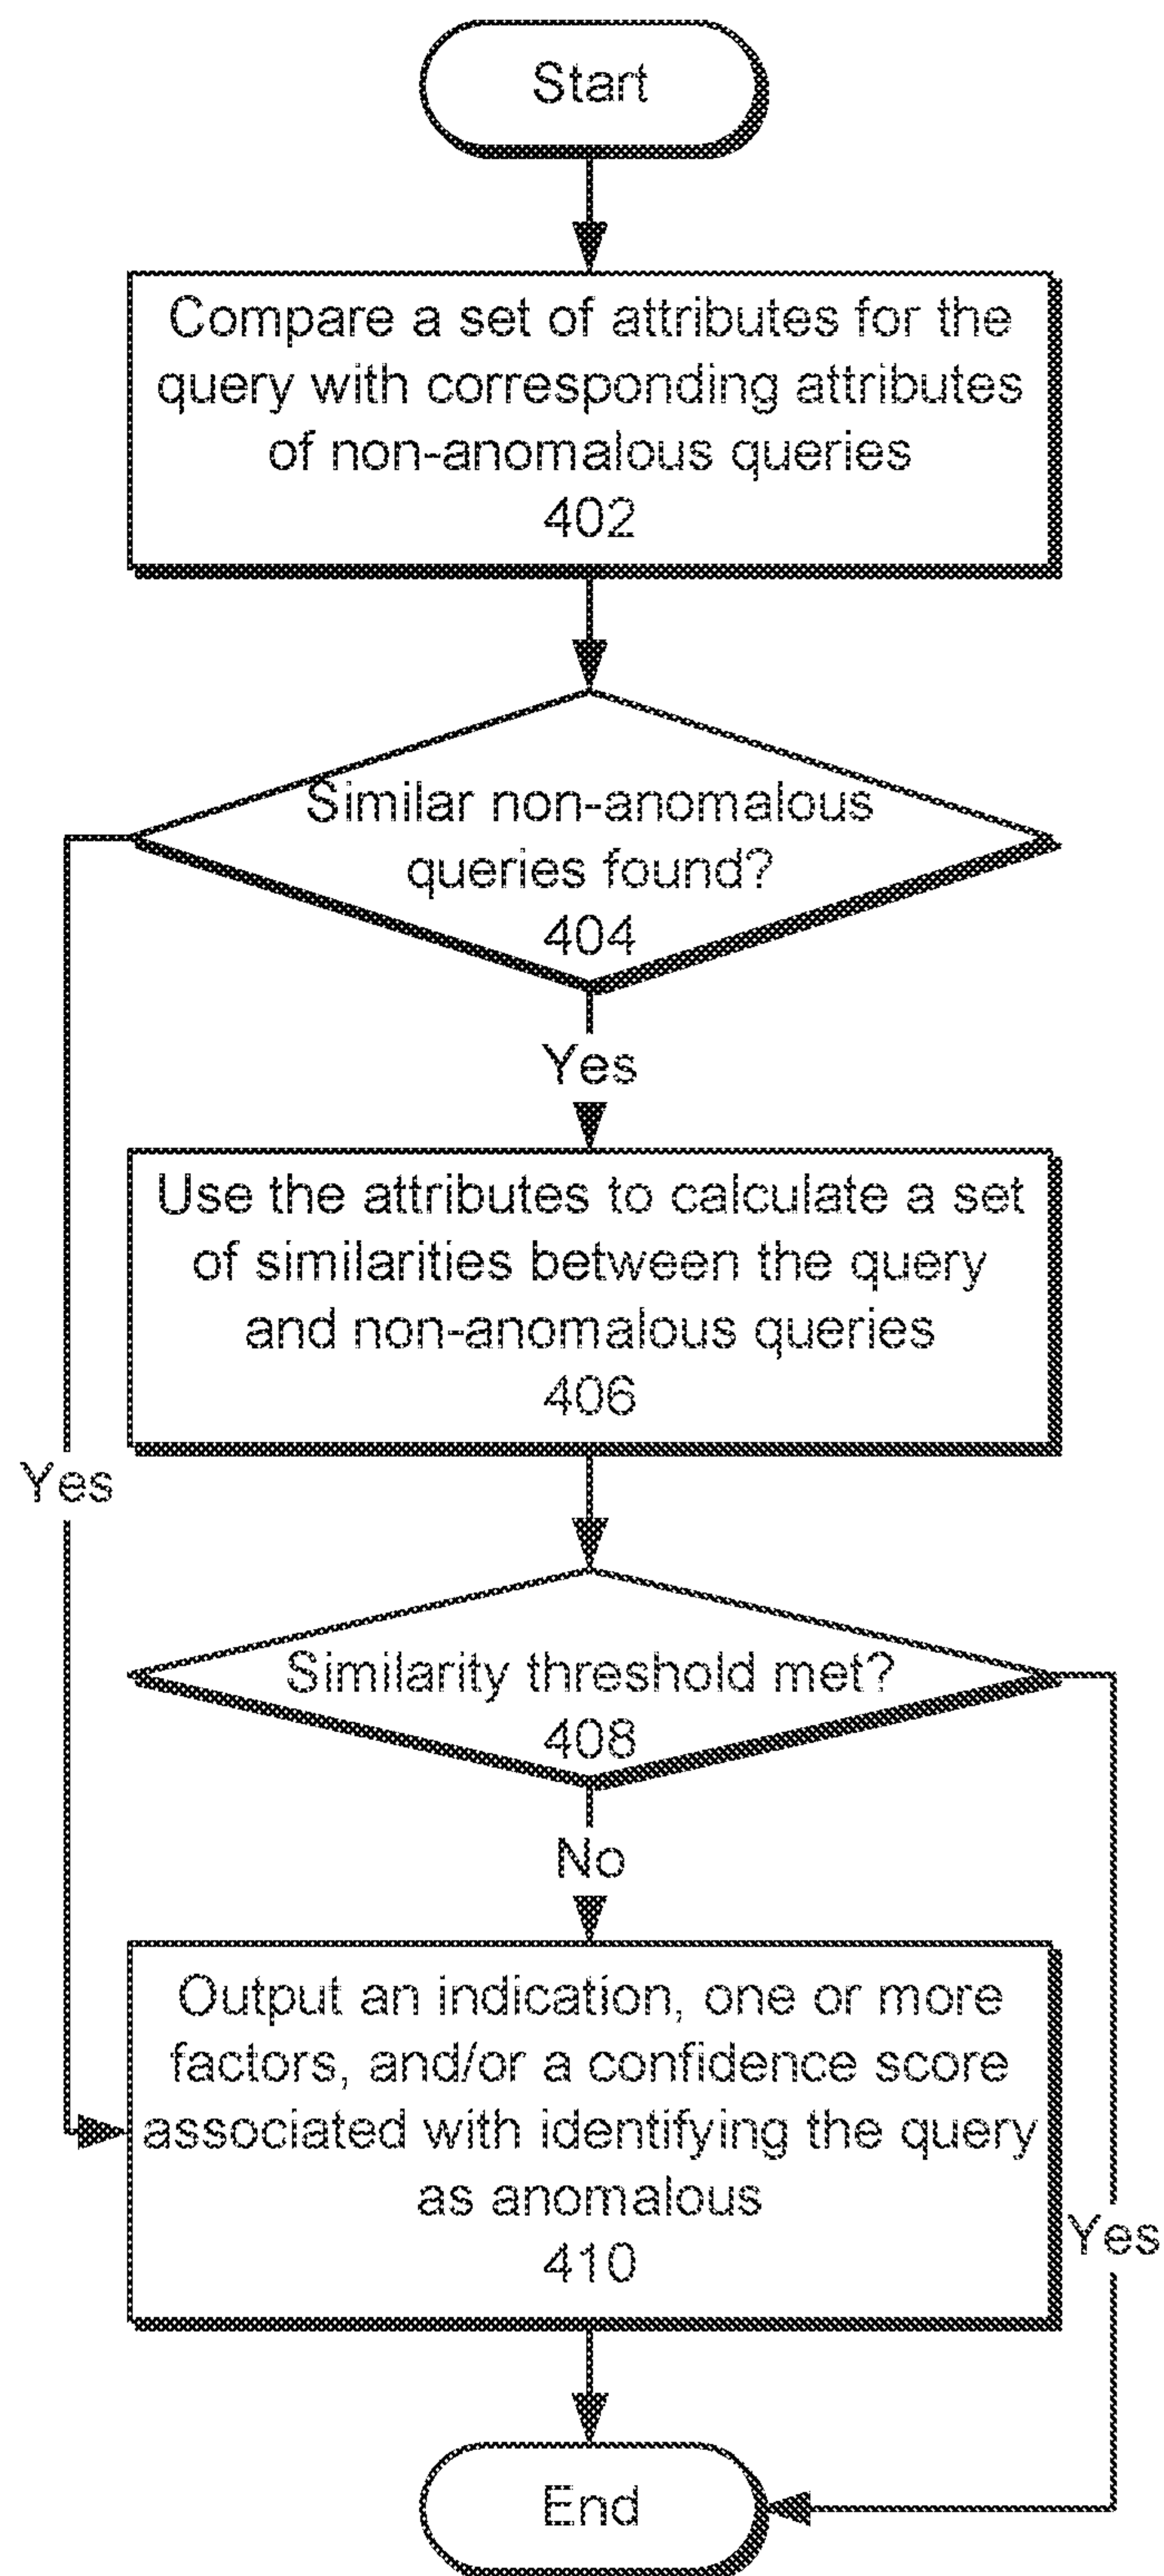 Start
Compare a set of attributes for the
query with corresponding attributes
of non-anomalous queries
402
Similar non-anomalous
queries found?
404
Yes
Use the attributes to calculate a set
of similarities between the query
and non-anomalous queries
406
Yes
Similarity threshold met?
408
No
Output an indication, one or more
factors, and/or a confidence score
associated with identifying the query
as anomalous
410
Yes
End